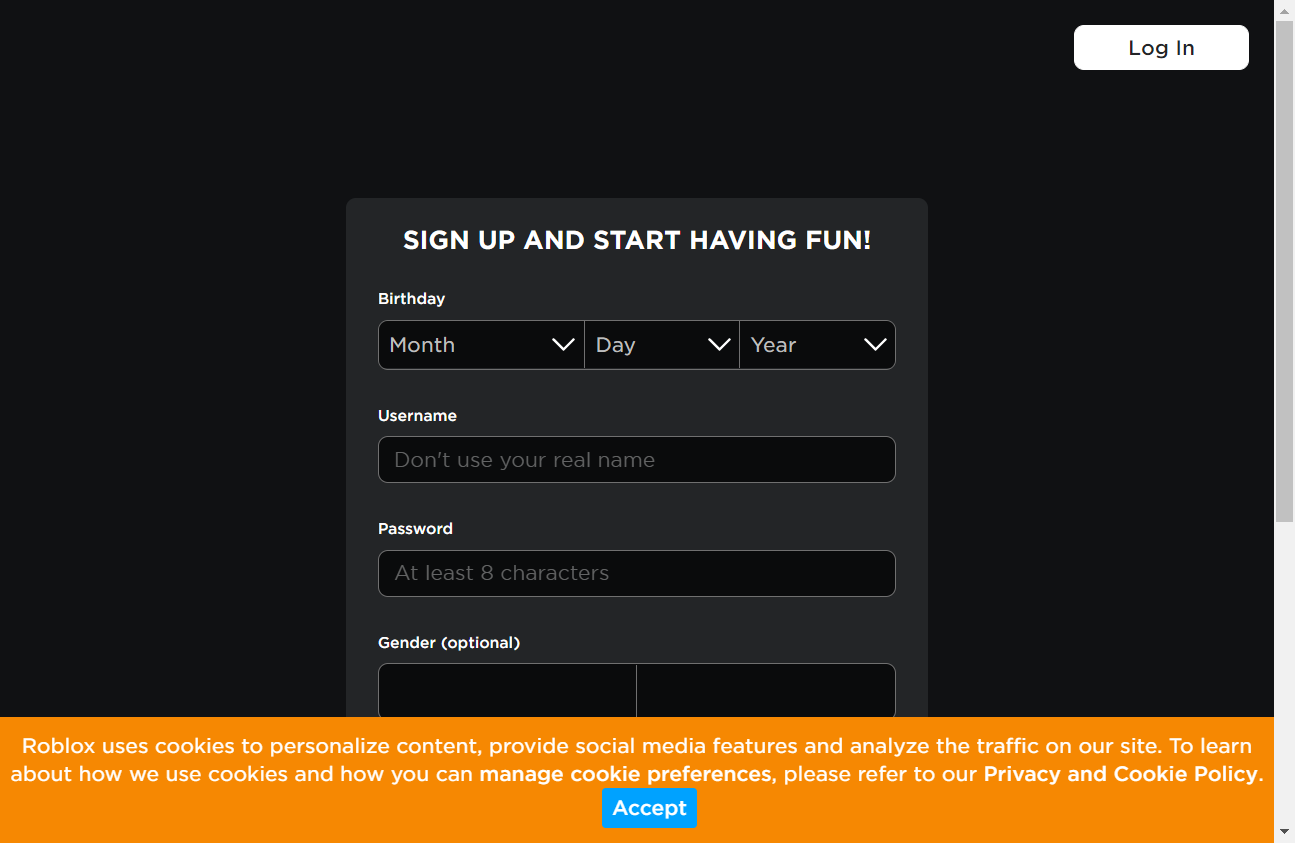 Log In
SIGN UP AND START HAVING FUN!
Birthday
Month Day Year
Username
Don't use your real name
Password
At least 8 characters
Gender (optional)
Roblox uses cookies to personalize content, provide social media features and analyze the traffic on our site. To learn
about how we use cookies and how you can manage cookie preferences, please refer to our Privacy and Cookie Policy.
Accept